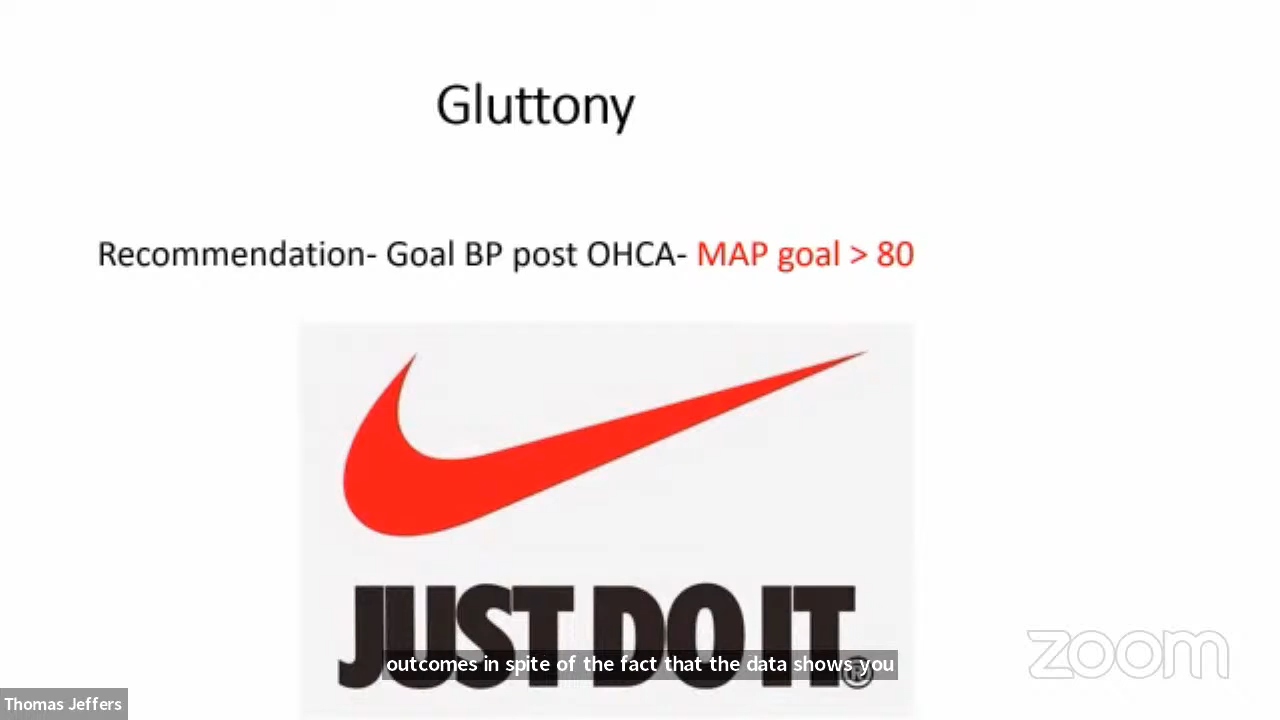 Gluttony
Recommendation- Goal BP post OHCA- MAP goal > 80
JUST DO IT®
outcomes in spite of the fact that the data shows you
zoom
Thomas Jeffers